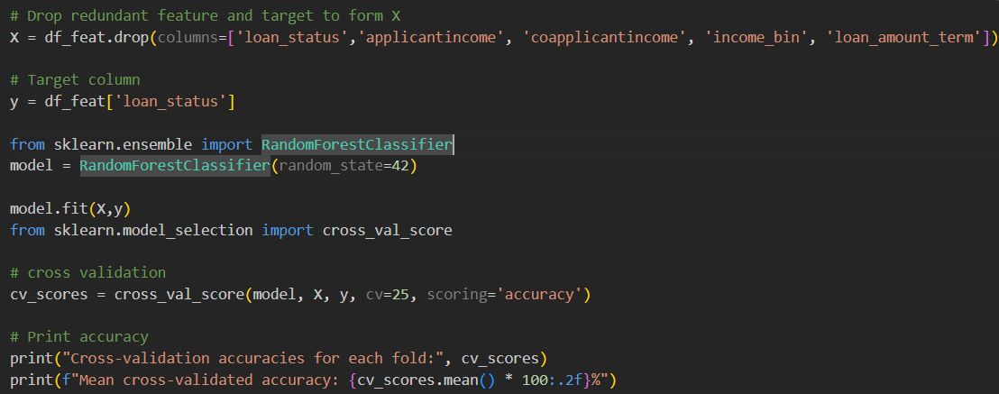 # Drop redundant feature and target to form X
X = df_feat.drop(columns=['loan_status','applicantincome', 'coapplicantincome', 'income_bin', 'loan_amount_term'])
# Target column
y = df_feat['loan_status']
from sklearn.ensemble import RandomForestClassifier
model = RandomForestClassifier(random_state=42)
model.fit(X,y)
from sklearn.model_selection import cross_val_score
# cross validation
cv_scores = cross_val_score(model, X, y, cv=25, scoring='accuracy')
# Print accuracy
print("Cross-validation accuracies for each fold:", cv_scores)
print(f"Mean cross-validated accuracy: {cv_scores.mean() * 100:.2f}%")